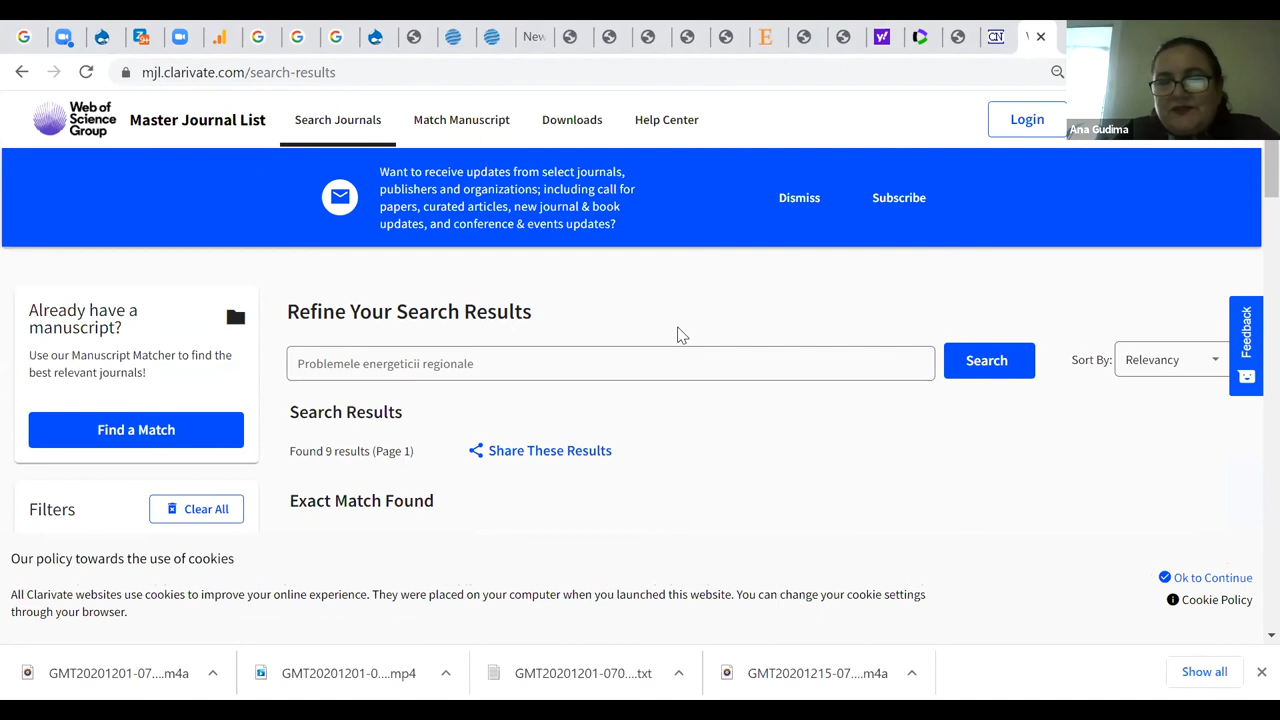 New
mjl.clarivate.com/search-results
Ana Gudima
Web of
Science
Group
Master Journal List
Search Journals
Match Manuscript
Downloads
Help Center
Login
Want to receive updates from select journals,
publishers and organizations; including call for
papers, curated articles, new journal & book
updates, and conference & events updates?
Dismiss
Subscribe
Already have a
manuscript?
Use our Manuscript Matcher to find the
best relevant journals!
Find a Match
Filters
Clear All
Refine Your Search Results
Problemele energeticii regionale
Search
Sort By:
Relevancy
Feedback
Search Results
Found 9 results (Page 1)
Share These Results
Exact Match Found
Our policy towards the use of cookies
All Clarivate websites use cookies to improve your online experience. They were placed on your computer when you launched this website. You can change your cookie settings
through your browser.
Ok to Continue
Cookie Policy
GMT20201201-07....m4a
GMT20201201-0....mp4
GMT20201201-070....txt
GMT20201215-07....m4a
Show all